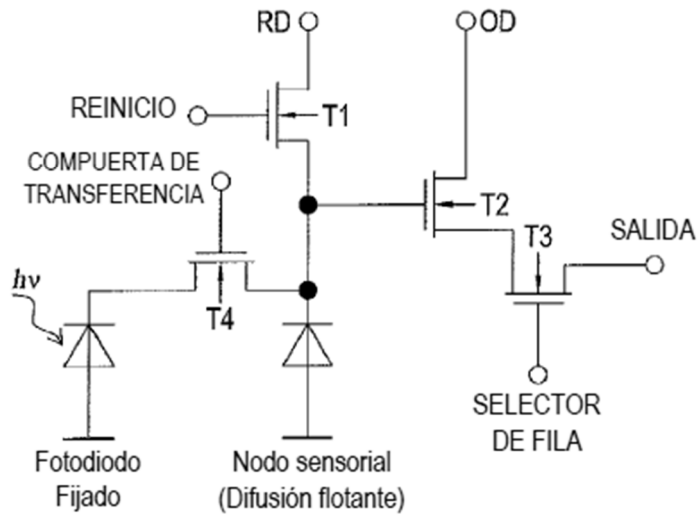 RD
OD
REINICIO
T1
COMPUERTA DE
TRANSFERENCIA
T2
T3
SALIDA
hν
T4
SELECTOR
DE FILA
Fotodiodo
Fijado
Nodo sensorial
(Difusión flotante)